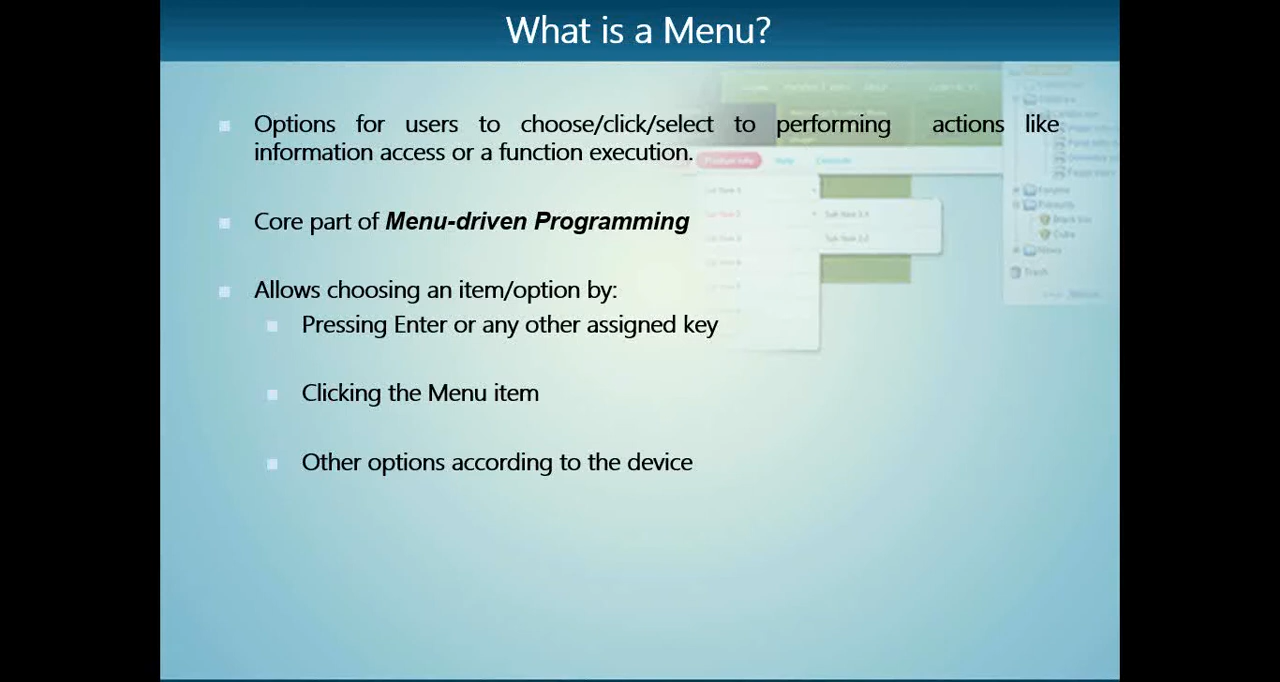 What is a Menu?
Options for users to choose/click/select to performing actions like
information access or a function execution.
Core part of Menu-driven Programming
Allows choosing an item/option by:
Pressing Enter or any other assigned key
Clicking the Menu item
Other options according to the device